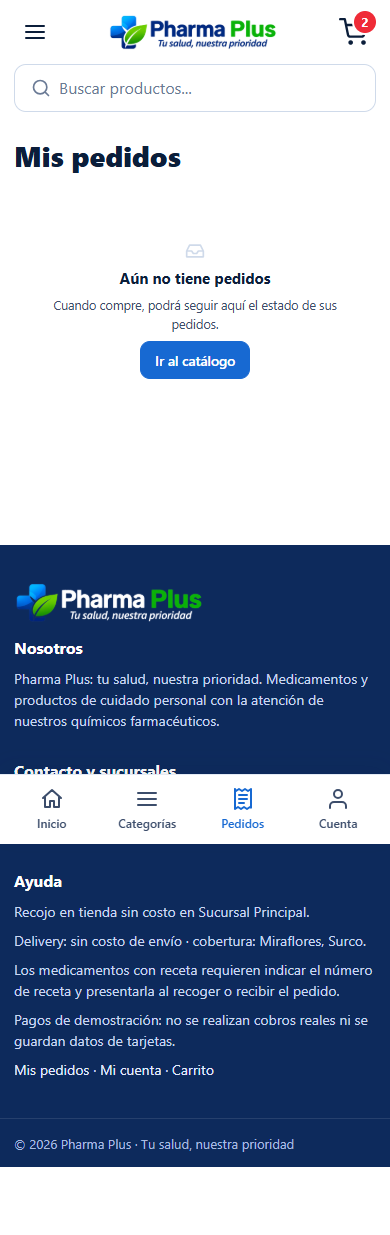 Pharma Plus
Tu salud, nuestra prioridad
2
Buscar productos...
Mis pedidos
Aún no tiene pedidos
Cuando compre, podrá seguir aquí el estado de sus
pedidos.
Ir al catálogo
Pharma Plus
Tu salud, nuestra prioridad
Nosotros
Pharma Plus: tu salud, nuestra prioridad. Medicamentos y
productos de cuidado personal con la atención de
nuestros químicos farmacéuticos.
Contacto y sucursales
Inicio
Categorías
Pedidos
Cuenta
Ayuda
Recojo en tienda sin costo en Sucursal Principal.
Delivery: sin costo de envío · cobertura: Miraflores, Surco.
Los medicamentos con receta requieren indicar el número
de receta y presentarla al recoger o recibir el pedido.
Pagos de demostración: no se realizan cobros reales ni se
guardan datos de tarjetas.
Mis pedidos · Mi cuenta · Carrito
© 2026 Pharma Plus · Tu salud, nuestra prioridad